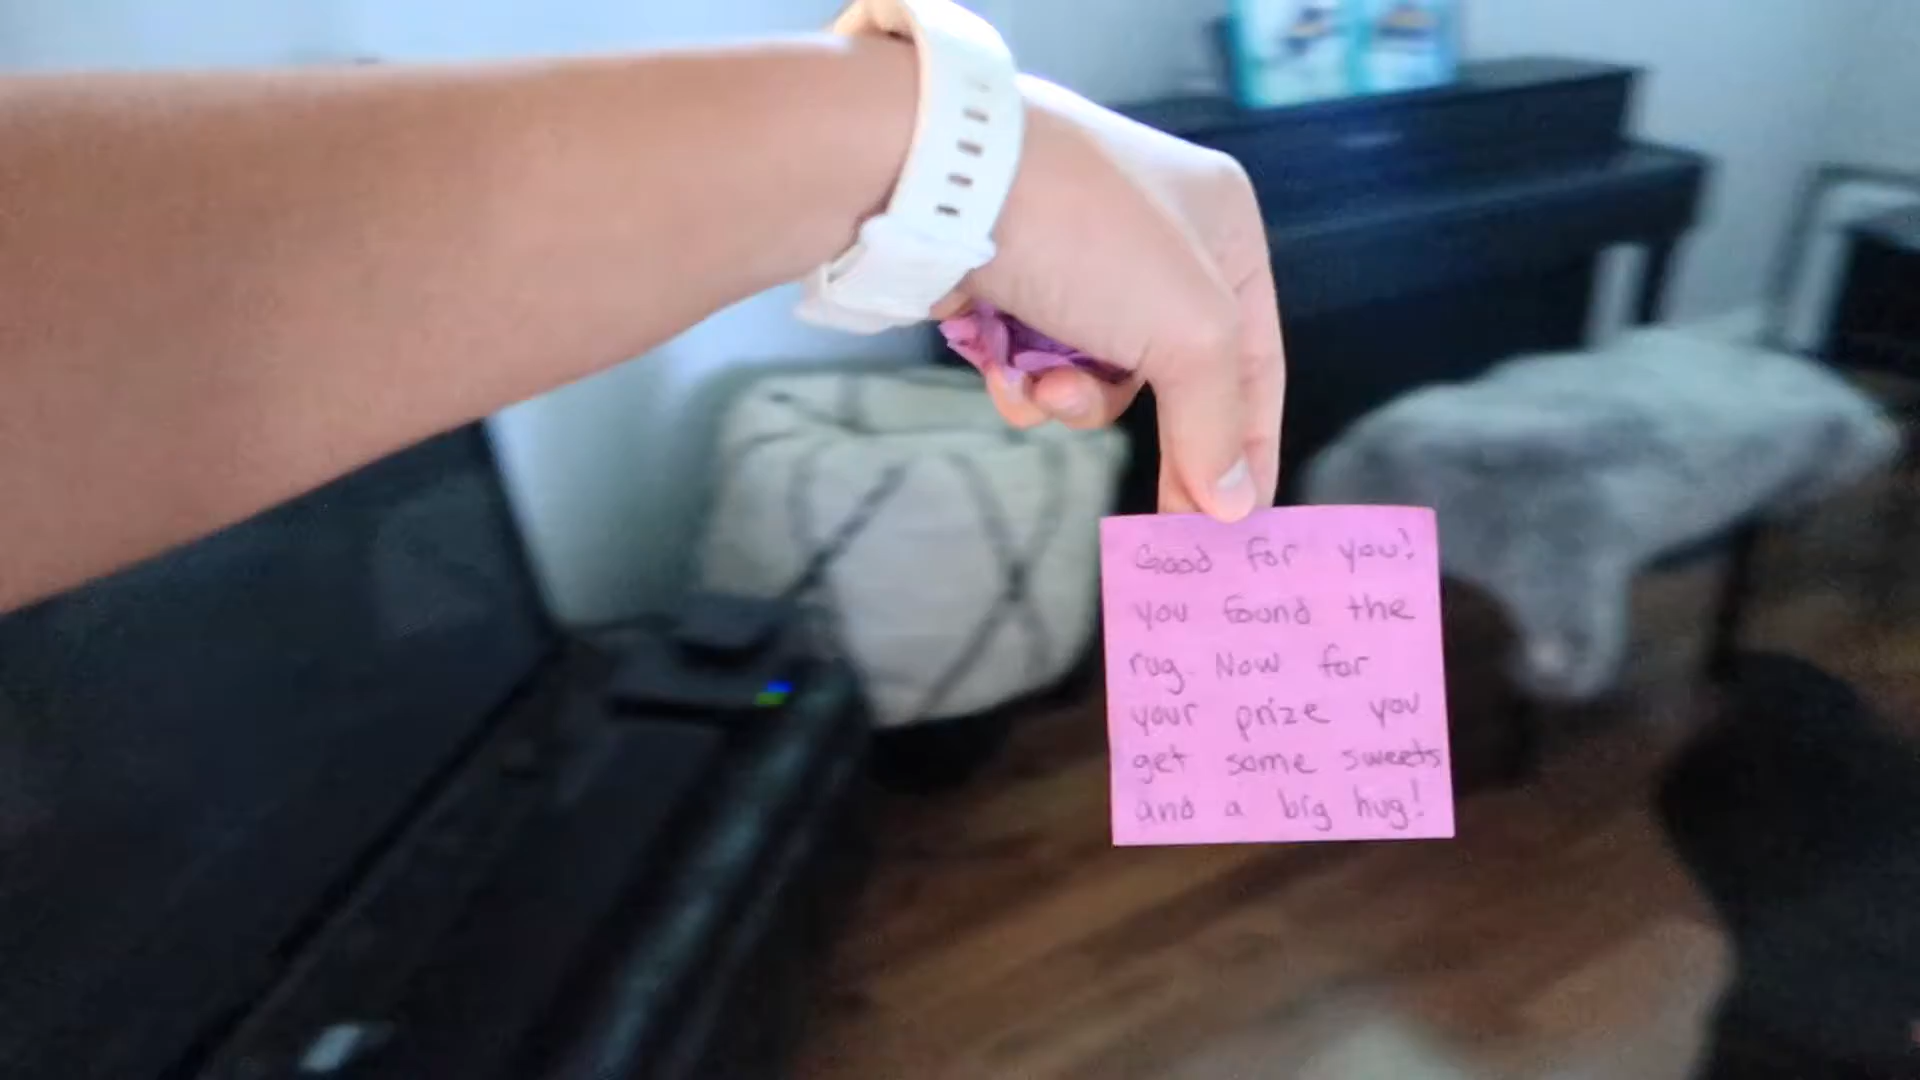 Good for you!
you found the
rug. Now for
your prize you
get some sweets
and a big hug!